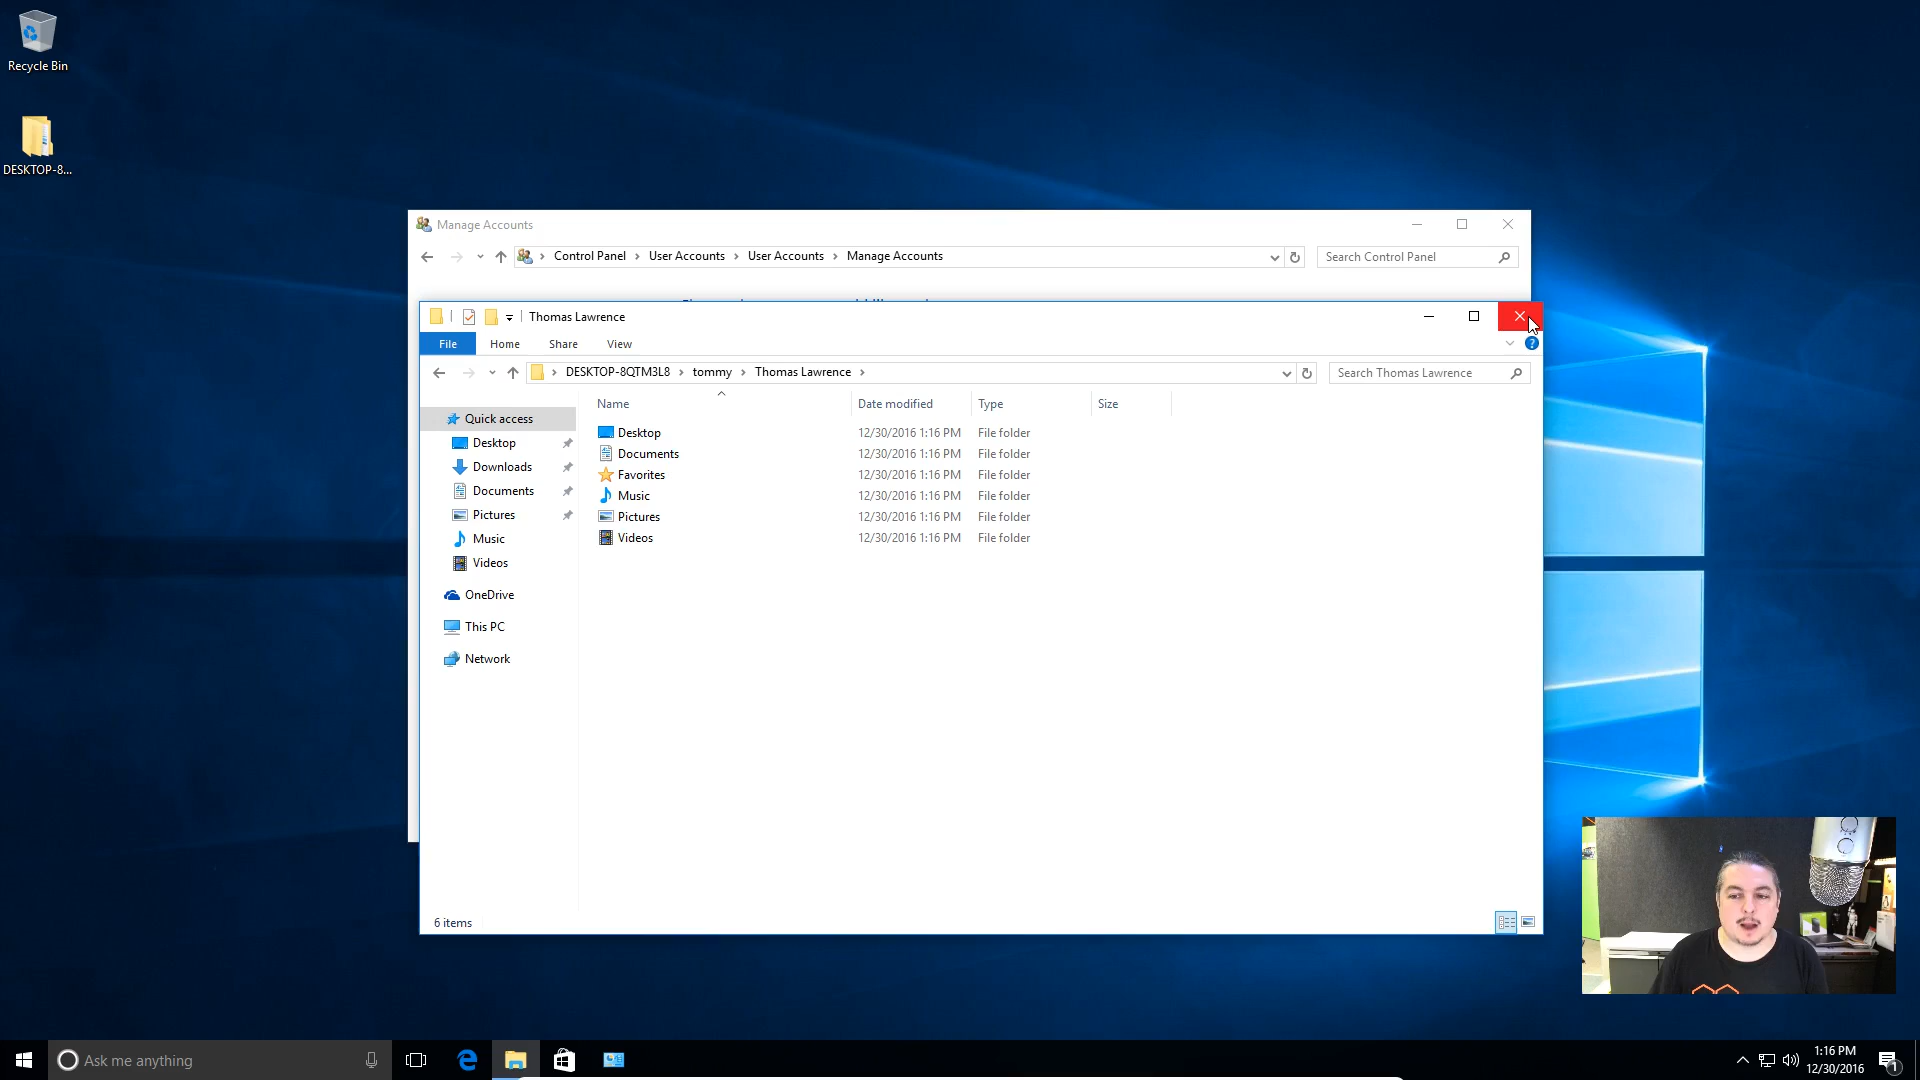 Recycle Bin
DESKTOP-8...
Manage Accounts
Control Panel
User Accounts
User Accounts
Manage Accounts
Search Control Panel
Thomas Lawrence
File
Home
Share
View
DESKTOP-8QTM3L8
tommy
Thomas Lawrence
Search Thomas Lawrence
Quick access
Desktop
Downloads
Documents
Pictures
Music
Videos
OneDrive
This PC
Network
Name Date modified Type Size
Desktop 12/30/2016 1:16 PM File folder
Documents 12/30/2016 1:16 PM File folder
Favorites 12/30/2016 1:16 PM File folder
Music 12/30/2016 1:16 PM File folder
Pictures 12/30/2016 1:16 PM File folder
Videos 12/30/2016 1:16 PM File folder
6 items
Ask me anything
1:16 PM
12/30/2016
1